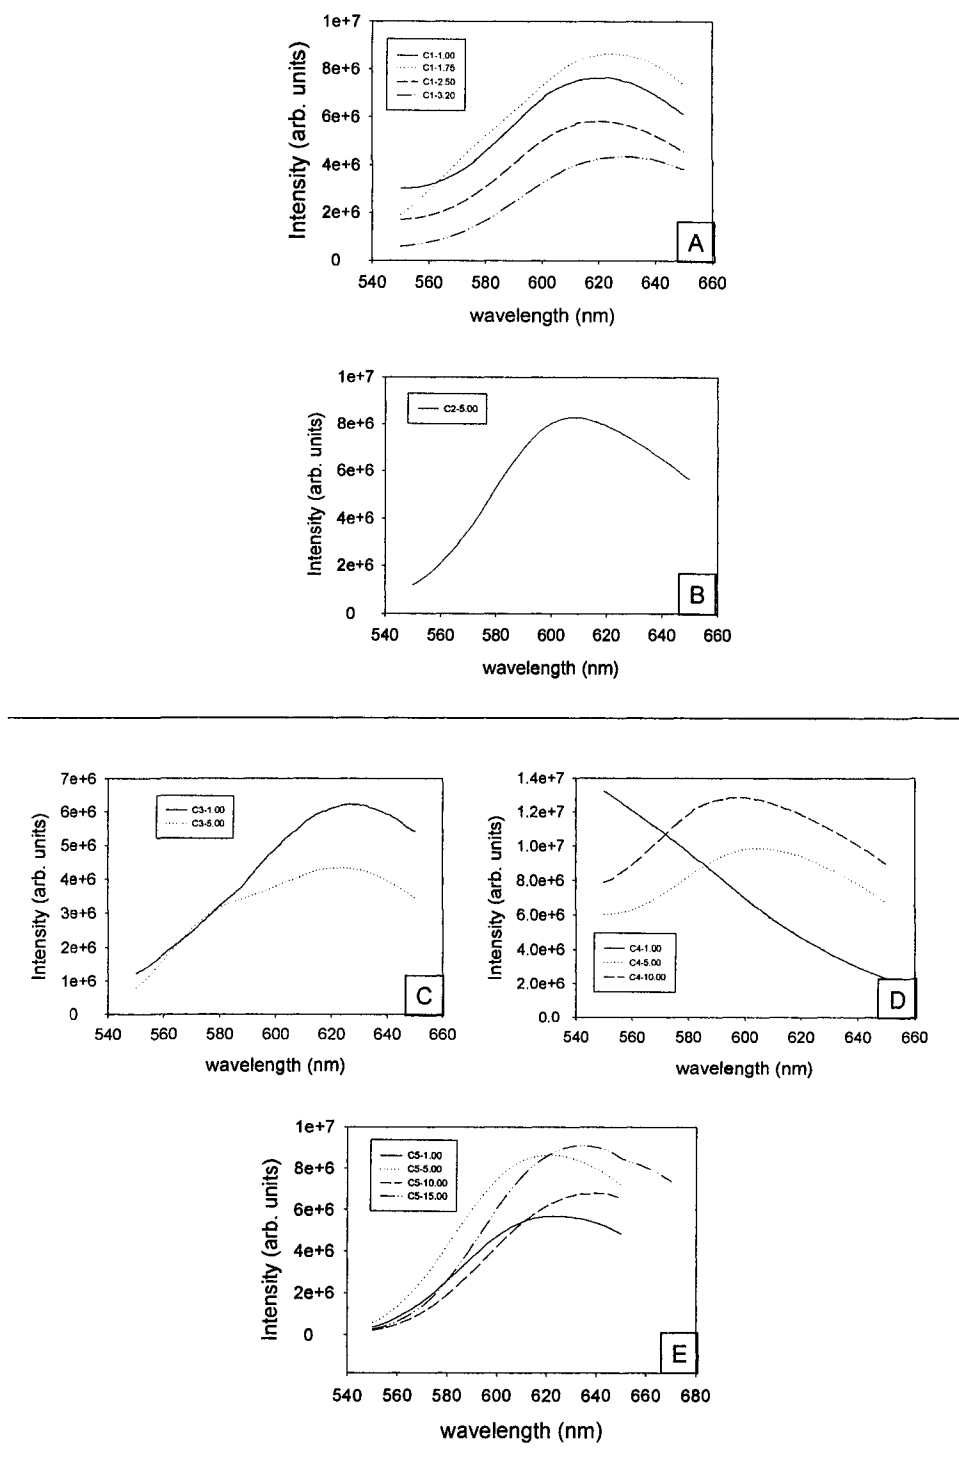 1e+7
8e+6
6e+6
4e+6
2e+6
0
Intensity (arb. units)
C1-1.00
C1-1.75
C1-2.50
C1-3.20
A
540 560 580 600 620 640 660
wavelength (nm)
1e+7
8e+6
6e+6
4e+6
2e+6
0
Intensity (arb. units)
C2-5.00
B
540 560 580 600 620 640 660
wavelength (nm)
7e+6
6e+6
5e+6
4e+6
3e+6
2e+6
1e+6
0
Intensity (arb. units)
C3-1.00
C3-5.00
C
540 560 580 600 620 640 660
wavelength (nm)
1.4e+7
1.2e+7
1.0e+7
8.0e+6
6.0e+6
4.0e+6
2.0e+6
0.0
Intensity (arb. units)
C4-1.00
C4-5.00
C4-10.00
D
540 560 580 600 620 640 660
wavelength (nm)
1e+7
8e+6
6e+6
4e+6
2e+6
0
Intensity (arb. units)
C5-1.00
C5-5.00
C5-10.00
C5-15.00
E
540 560 580 600 620 640 660 680
wavelength (nm)